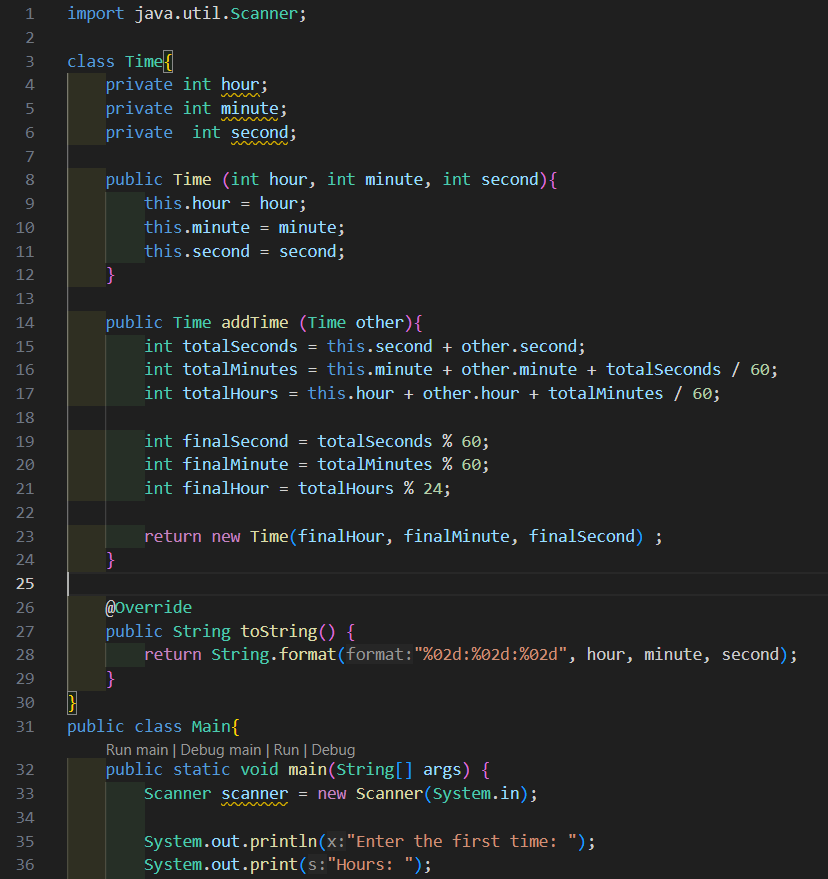 1 import java.util.Scanner;
2
3 class Time{
4 private int hour;
5 private int minute;
6 private  int second;
7
8 public Time (int hour, int minute, int second){
9 this.hour = hour;
10 this.minute = minute;
11 this.second = second;
12 }
13
14 public Time addTime (Time other){
15 int totalSeconds = this.second + other.second;
16 int totalMinutes = this.minute + other.minute + totalSeconds / 60;
17 int totalHours = this.hour + other.hour + totalMinutes / 60;
18
19 int finalSecond = totalSeconds % 60;
20 int finalMinute = totalMinutes % 60;
21 int finalHour = totalHours % 24;
22
23 return new Time(finalHour, finalMinute, finalSecond) ;
24 }
25
26 @Override
27 public String toString() {
28 return String.format(format:"%02d:%02d:%02d", hour, minute, second);
29 }
30 }
31 public class Main{
Run main | Debug main | Run | Debug
32 public static void main(String[] args) {
33 Scanner scanner = new Scanner(System.in);
34
35 System.out.println(x:"Enter the first time: ");
36 System.out.print(s:"Hours: ");